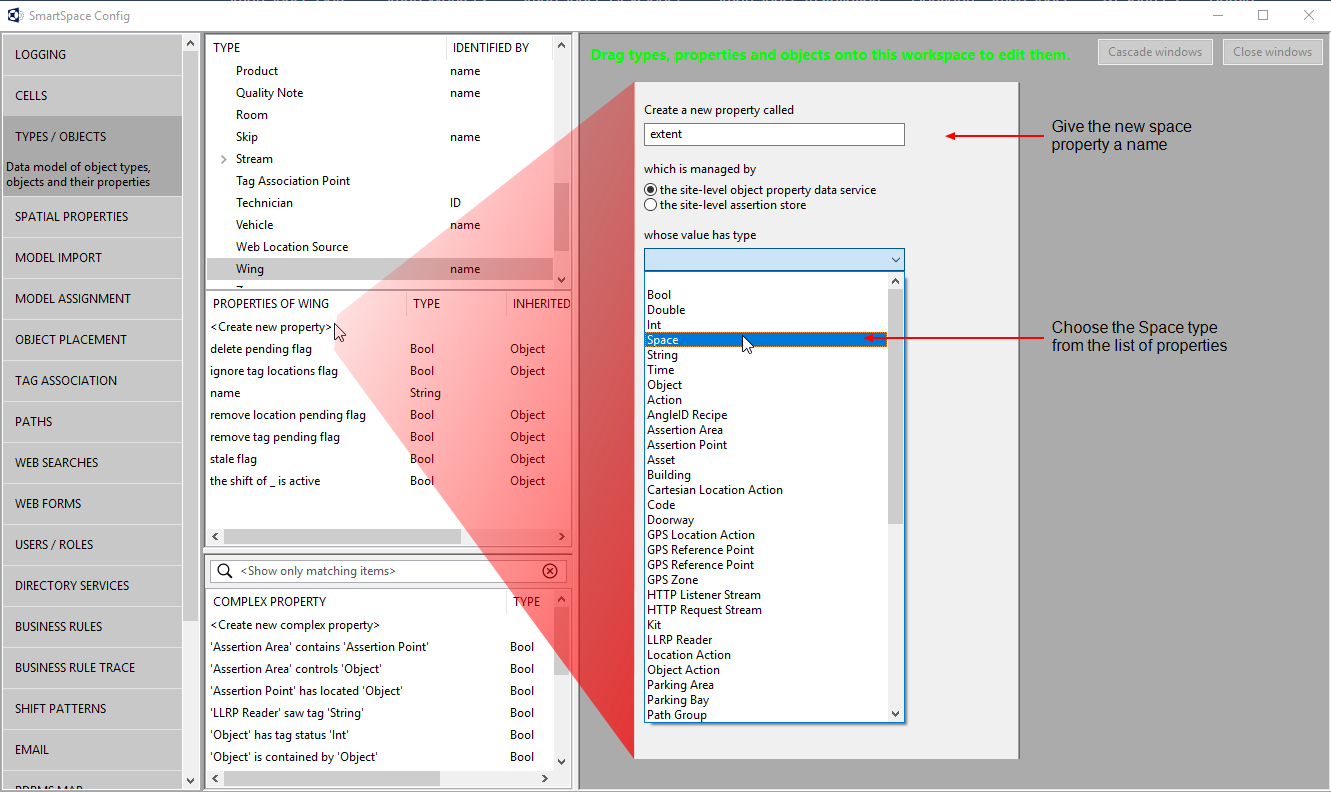 SmartSpace Config
LOGGING
CELLS
TYPES / OBJECTS
Data model of object types,
objects and their properties
SPATIAL PROPERTIES
MODEL IMPORT
MODEL ASSIGNMENT
OBJECT PLACEMENT
TAG ASSOCIATION
PATHS
WEB SEARCHES
WEB FORMS
USERS / ROLES
DIRECTORY SERVICES
BUSINESS RULES
BUSINESS RULE TRACE
SHIFT PATTERNS
EMAIL
TYPE IDENTIFIED BY
Product name
Quality Note name
Room
Skip name
Stream
Tag Association Point
Technician ID
Vehicle name
Web Location Source
Wing name
PROPERTIES OF WING TYPE INHERITED
<Create new property>
delete pending flag Bool Object
ignore tag locations flag Bool Object
name String
remove location pending flag Bool Object
remove tag pending flag Bool Object
stale flag Bool Object
the shift of _ is active Bool Object
<Show only matching items>
COMPLEX PROPERTY TYPE
<Create new complex property>
'Assertion Area' contains 'Assertion Point' Bool
'Assertion Area' controls 'Object' Bool
'Assertion Point' has located 'Object' Bool
'LLRP Reader' saw tag 'String' Bool
'Object' has tag status 'Int' Bool
'Object' is contained by 'Object' Bool
Drag types, properties and objects onto this workspace to edit them.
Cascade windows
Close windows
Create a new property called
extent
which is managed by
the site-level object property data service
the site-level assertion store
whose value has type
Bool
Double
Int
Space
String
Time
Object
Action
AngleID Recipe
Assertion Area
Assertion Point
Asset
Building
Cartesian Location Action
Code
Doorway
GPS Location Action
GPS Reference Point
GPS Reference Point
GPS Zone
HTTP Listener Stream
HTTP Request Stream
Kit
LLRP Reader
Location Action
Object Action
Parking Area
Parking Bay
Path Group
Give the new space
property a name
Choose the Space type
from the list of properties